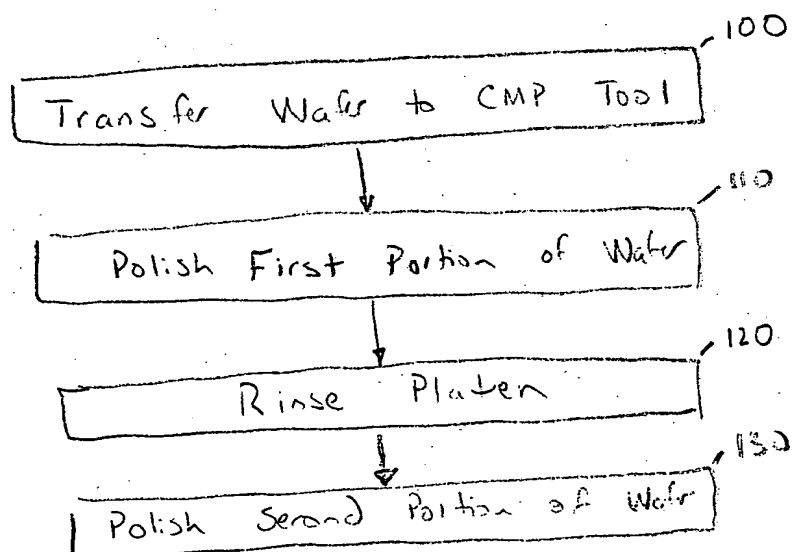 100
Transfer Wafer to CMP Tool
110
Polish First Portion of Wafer
120
Rinse Platen
130
Polish Second Portion of Wafer